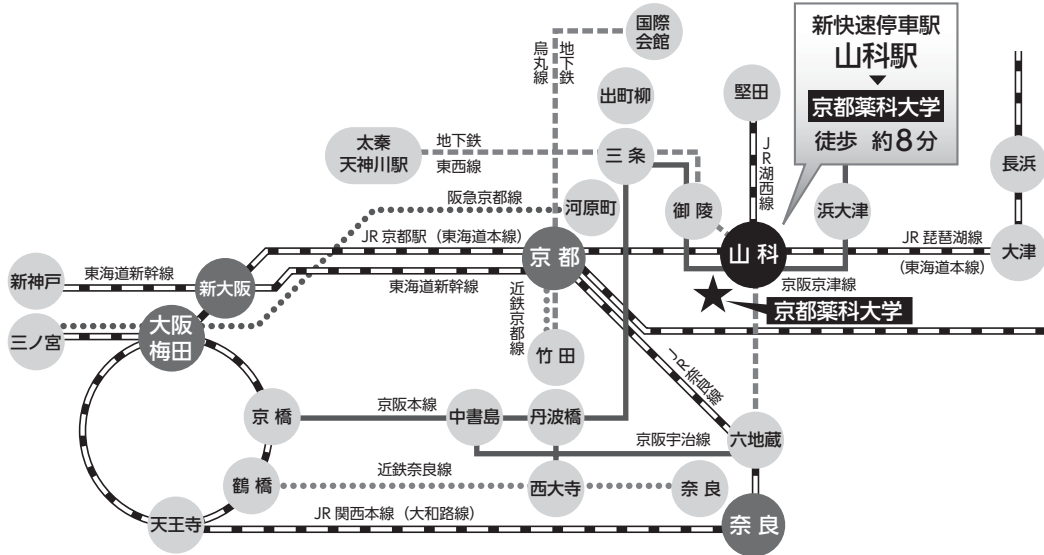 国際
会館
地下鉄
烏丸線
出町柳
堅田
新快速停車駅
山科駅
京都薬科大学
徒歩 約8分
太秦
天神川駅
地下鉄
東西線
三条
JR湖西線
長浜
阪急京都線
河原町
御陵
浜大津
JR京都駅（東海道本線）
京都
山科
JR琵琶湖線
（東海道本線）
大津
新神戸
東海道新幹線
新大阪
東海道新幹線
京阪京津線
京都薬科大学
近鉄京都線
三ノ宮
大阪
梅田
竹田
JR奈良線
京橋
京阪本線
中書島
丹波橋
京阪宇治線
六地蔵
鶴橋
近鉄奈良線
西大寺
奈良
天王寺
JR関西本線（大和路線）
奈良